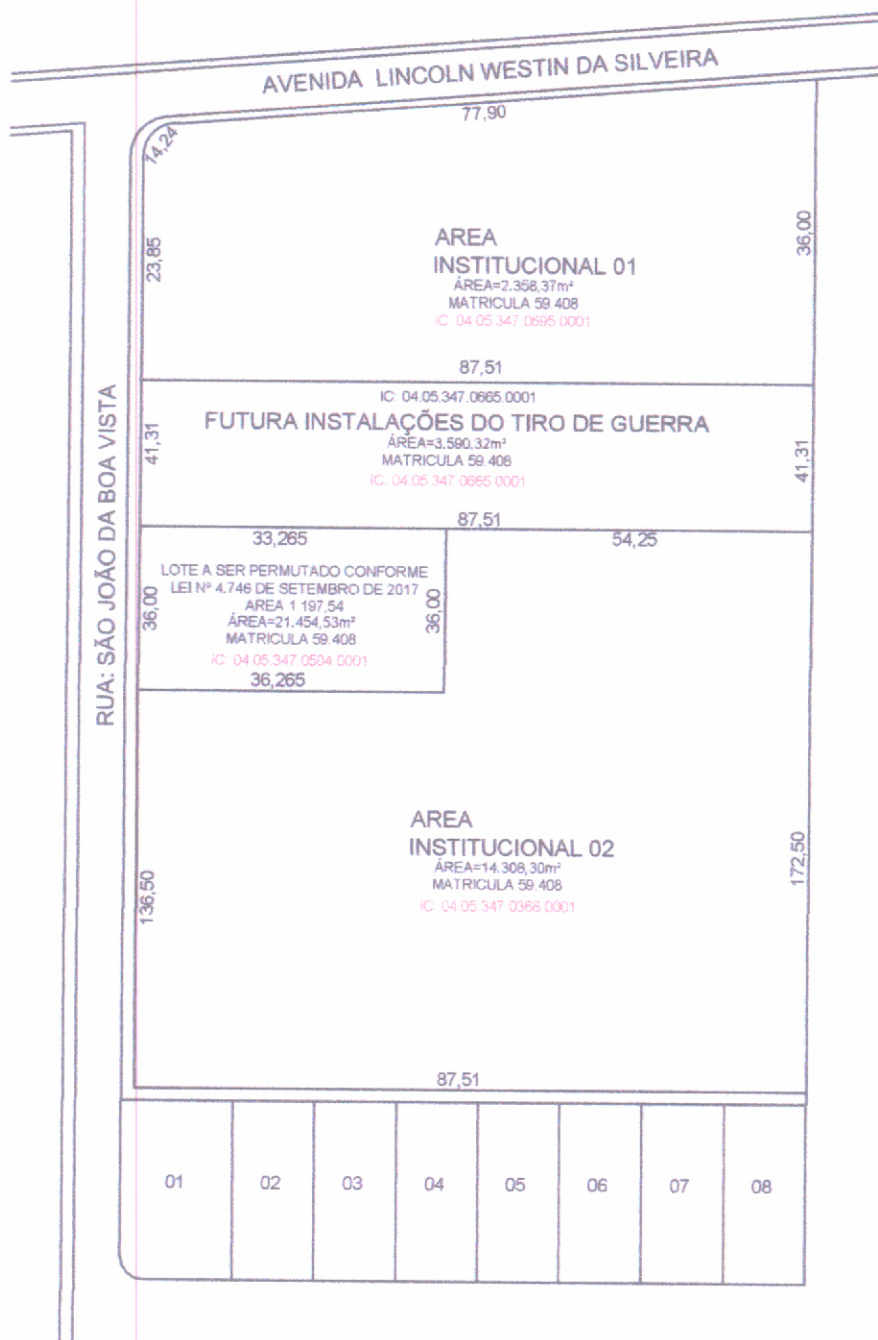 AVENIDA LINCOLN WESTIN DA SILVEIRA
77,90
14,24
23,85
36,00
AREA
INSTITUCIONAL 01
ÁREA=2.358,37m²
MATRICULA 59.408
IC: 04.05.347.0695.0001
87,51
RUA: SÃO JOÃO DA BOA VISTA
41,31
IC: 04.05.347.0665.0001
FUTURA INSTALAÇÕES DO TIRO DE GUERRA
ÁREA=3.590,32m²
MATRICULA 59.408
IC: 04.05.347.0665.0001
41,31
87,51
33,265
54,25
36,00
LOTE A SER PERMUTADO CONFORME
LEI Nº 4.746 DE SETEMBRO DE 2017
AREA 1.197,54
ÁREA=21.454,53m²
MATRICULA 59.408
IC: 04.05.347.0504.0001
36,00
36,265
AREA
INSTITUCIONAL 02
ÁREA=14.308,30m²
MATRICULA 59.408
IC: 04.05.347.0368.0001
136,50
172,50
87,51
01 02 03 04 05 06 07 08